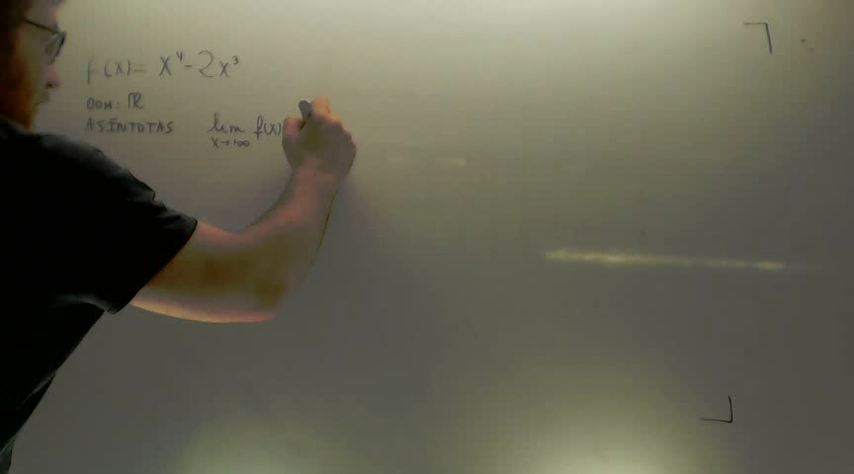 f(x) = x⁴ - 2x³
DOM: ℝ
ASÍNTOTAS lim f(x)
x→+∞